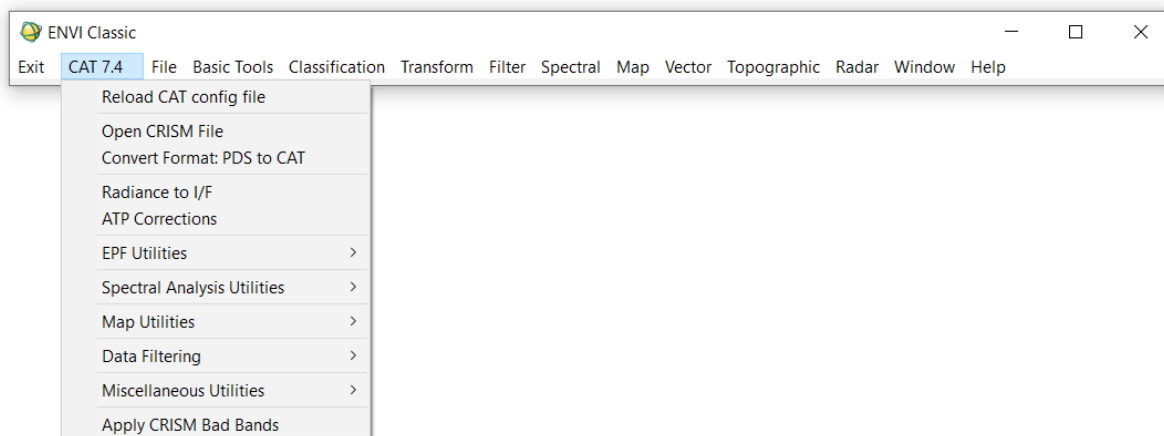 ENVI Classic
Exit CAT 7.4 File Basic Tools Classification Transform Filter Spectral Map Vector Topographic Radar Window Help
Reload CAT config file
Open CRISM File
Convert Format: PDS to CAT
Radiance to I/F
ATP Corrections
EPF Utilities
Spectral Analysis Utilities
Map Utilities
Data Filtering
Miscellaneous Utilities
Apply CRISM Bad Bands